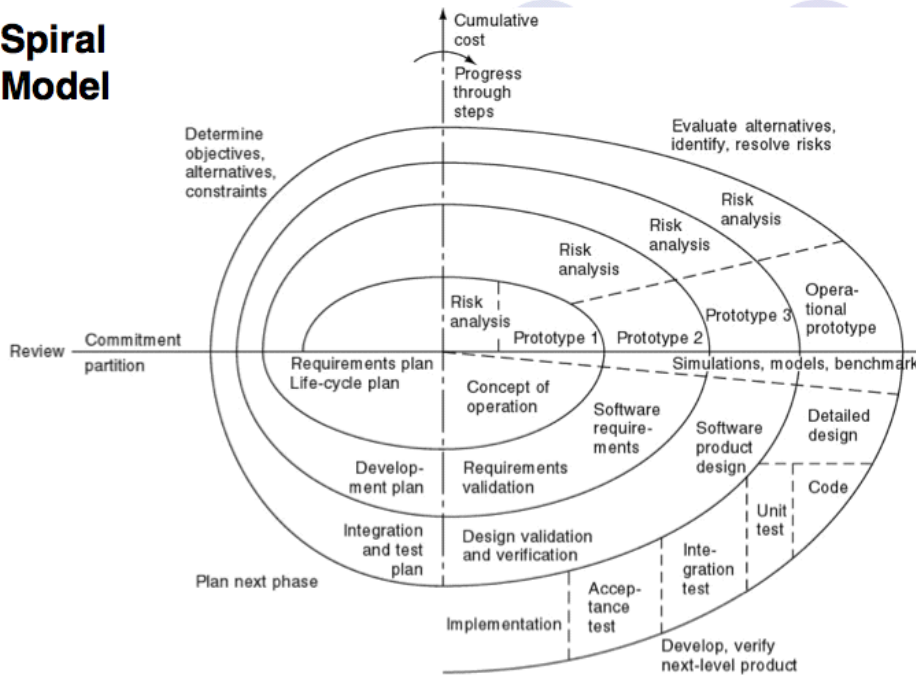 Spiral
Model
Cumulative
cost
Progress
through
steps
Determine
objectives,
alternatives,
constraints
Evaluate alternatives,
identify, resolve risks
Risk
analysis
Risk
analysis
Risk
analysis
Risk
analysis
Opera-
tional
prototype
Prototype 3
Prototype 2
Prototype 1
Review
Commitment
partition
Requirements plan
Life-cycle plan
Simulations, models, benchmark
Concept of
operation
Software
require-
ments
Software
product
design
Detailed
design
Develop-
ment plan
Requirements
validation
Code
Unit
test
Integration
and test
plan
Design validation
and verification
Inte-
gration
test
Plan next phase
Accep-
tance
test
Implementation
Develop, verify
next-level product